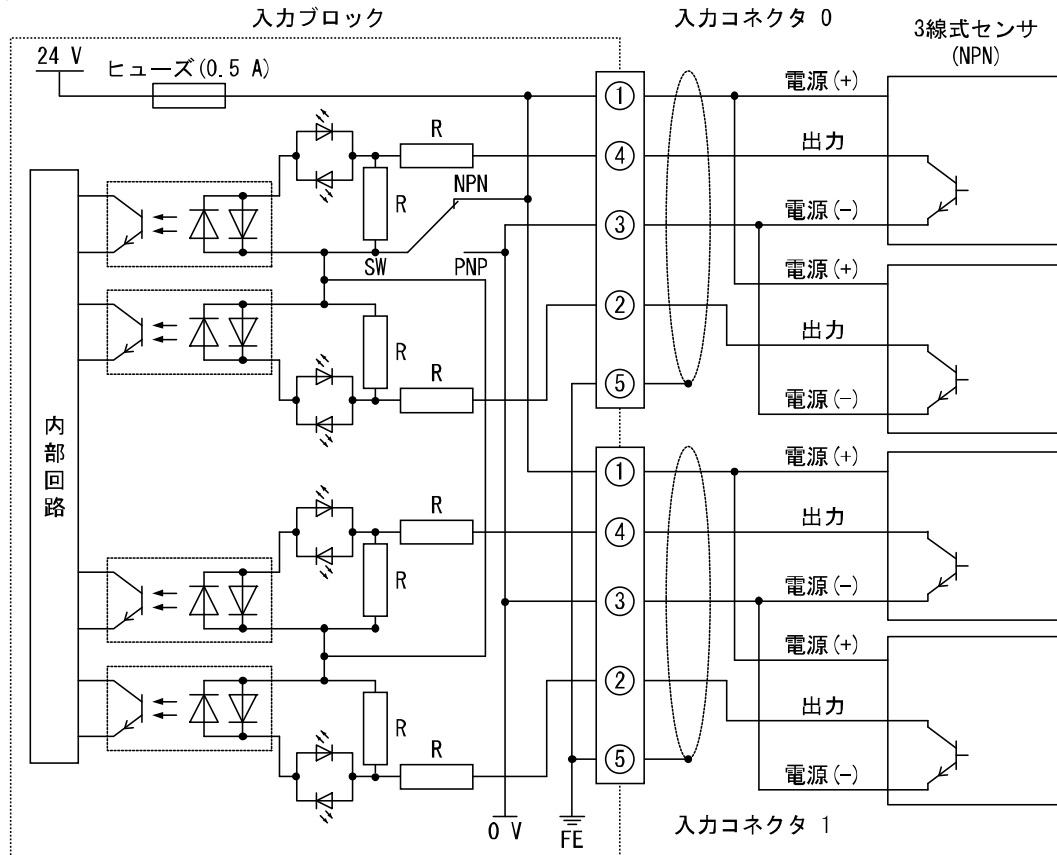 入力ブロック
入力コネクタ 0
3線式センサ
(NPN)
24 V
ヒューズ(0.5 A)
①
電源(+)
R
④
出力
R
NPN
③
電源(-)
SW
PNP
電源(+)
②
出力
R
R
⑤
電源(-)
内部回路
①
電源(+)
R
④
出力
R
③
電源(-)
電源(+)
②
出力
R
R
⑤
電源(-)
0 V
FE
入力コネクタ 1